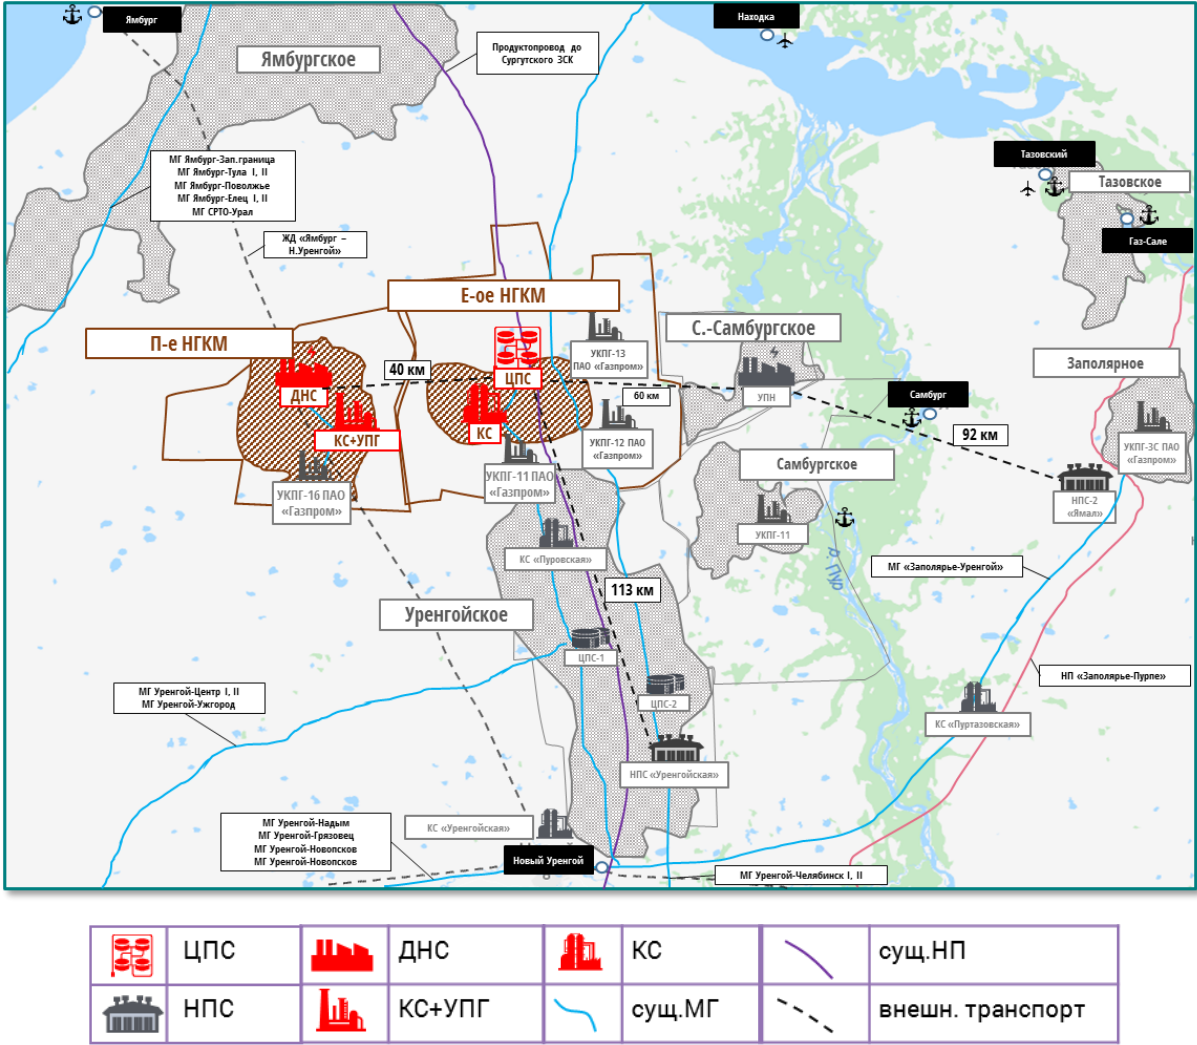 Ямбург
Находка
Ямбургское
Продуктопровод до
Сургутского ЗСК
МГ Ямбург-Зап.граница
МГ Ямбург-Тула I, II
МГ Ямбург-Поволжье
МГ Ямбург-Елец I, II
МГ СРТО-Урал
Тазовский
Тазовское
Газ-Сале
ЖД «Ямбург –
Н.Уренгой»
Е-ое НГКМ
П-е НГКМ
С.-Самбургское
УКПГ-13
ПАО «Газпром»
Заполярное
40 км
ЦПС
ДНС
60 км
УПН
Самбург
КС
КС+УПГ
УКПГ-12 ПАО
«Газпром»
92 км
УКПГ-3С ПАО
«Газпром»
Самбургское
УКПГ-11 ПАО
«Газпром»
УКПГ-16 ПАО
«Газпром»
НПС-2
«Ямал»
УКПГ-11
КС «Пуровская»
р. Пур
МГ «Заполярье-Уренгой»
113 км
Уренгойское
ЦПС-1
НП «Заполярье-Пурпе»
МГ Уренгой-Центр I, II
МГ Уренгой-Ужгород
ЦПС-2
КС «Пуртазовская»
НПС «Уренгойская»
КС «Уренгойская»
МГ Уренгой-Надым
МГ Уренгой-Грязовец
МГ Уренгой-Новопсков
МГ Уренгой-Новопсков
Новый Уренгой
МГ Уренгой-Челябинск I, II
ЦПС
ДНС
КС
сущ.НП
НПС
КС+УПГ
сущ.МГ
внешн. транспорт